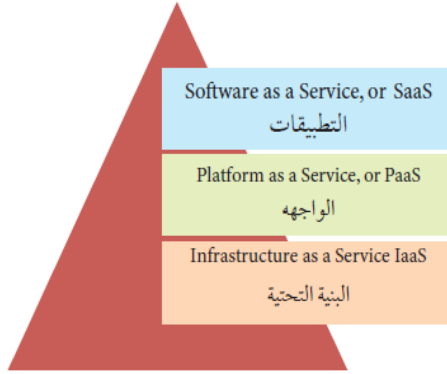 Software as a Service, or SaaS
التطبيقات
Platform as a Service, or PaaS
الواجهه
Infrastructure as a Service IaaS
البنية التحتية